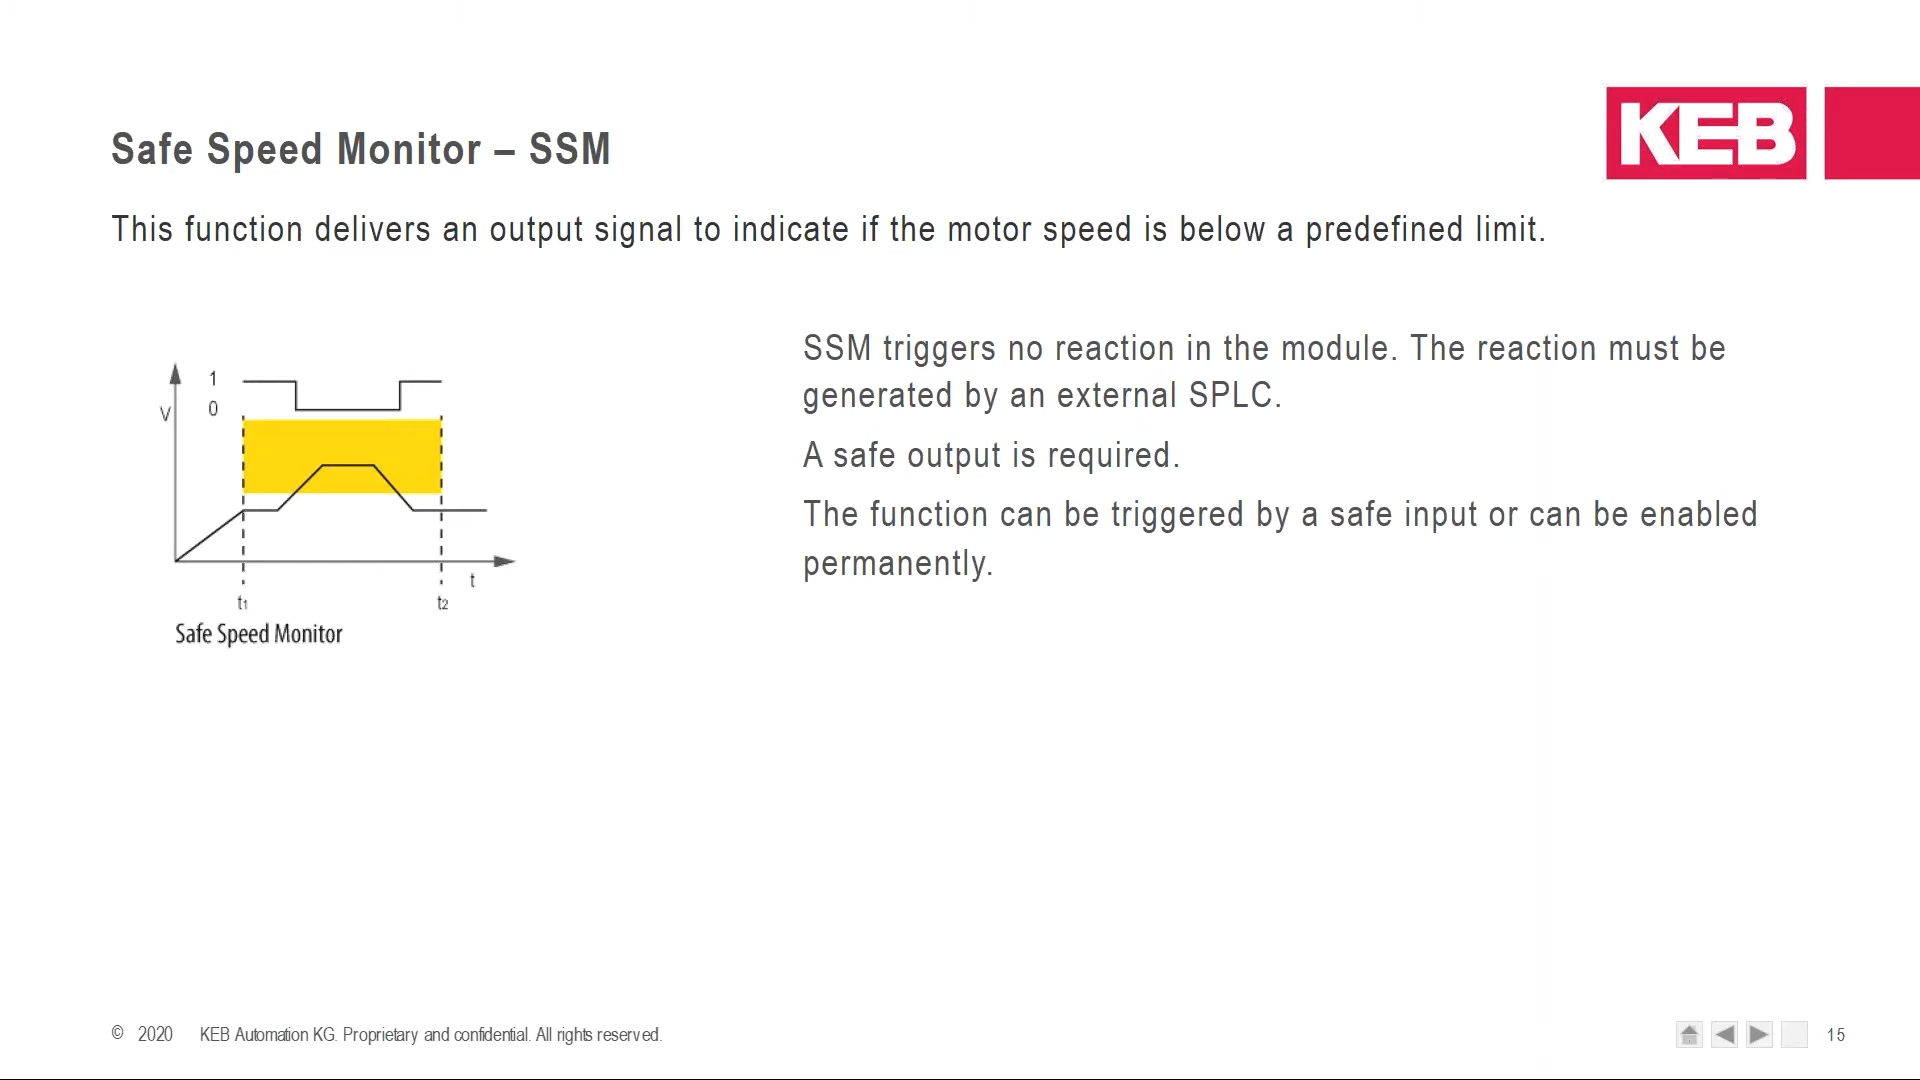 KEB
Safe Speed Monitor – SSM
This function delivers an output signal to indicate if the motor speed is below a predefined limit.
1
0
V
t
t1
t2
Safe Speed Monitor
SSM triggers no reaction in the module. The reaction must be
generated by an external SPLC.
A safe output is required.
The function can be triggered by a safe input or can be enabled
permanently.
© 2020 KEB Automation KG. Proprietary and confidential. All rights reserved.
15